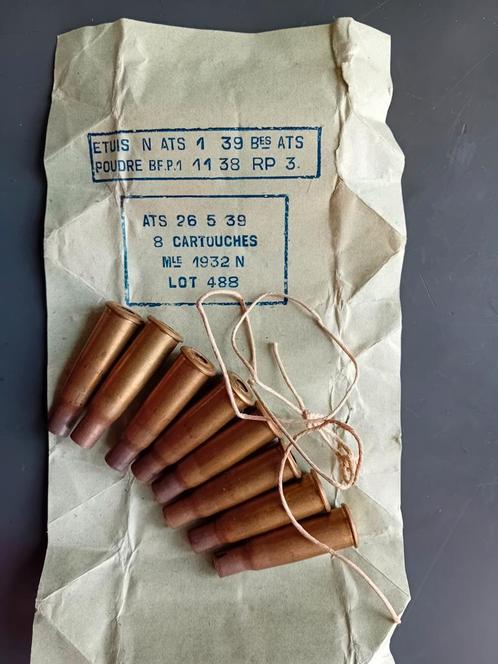 ETUIS N ATS 1 39 BES ATS
POUDRE BF.P.1 11 38 RP 3.
ATS 26 5 39
8 CARTOUCHES
MLE 1932 N
LOT 488